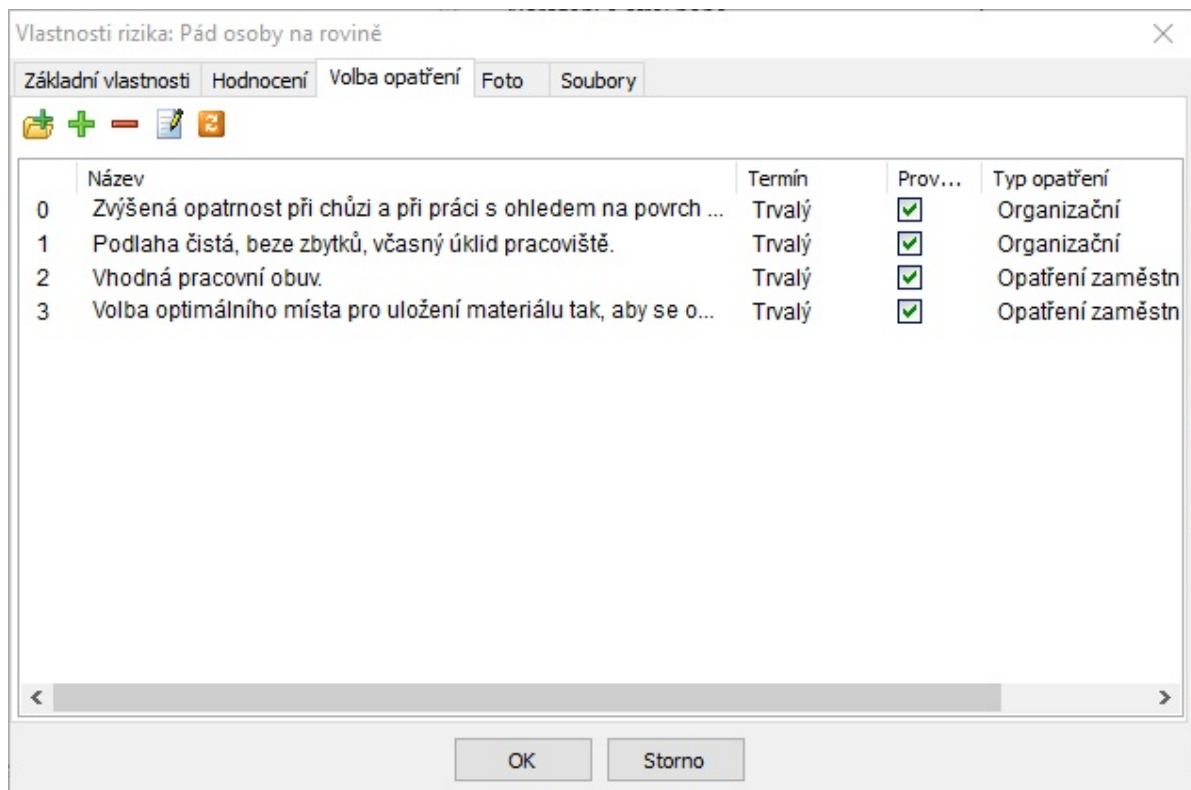 Vlastnosti rizika: Pád osoby na rovině
Základní vlastnosti Hodnocení Volba opatření Foto Soubory
Název Termín Prov... Typ opatření
0 Zvýšená opatrnost při chůzi a při práci s ohledem na povrch ... Trvalý Organizační
1 Podlaha čistá, beze zbytků, včasný úklid pracoviště. Trvalý Organizační
2 Vhodná pracovní obuv. Trvalý Opatření zaměstn
3 Volba optimálního místa pro uložení materiálu tak, aby se o... Trvalý Opatření zaměstn
OK Storno